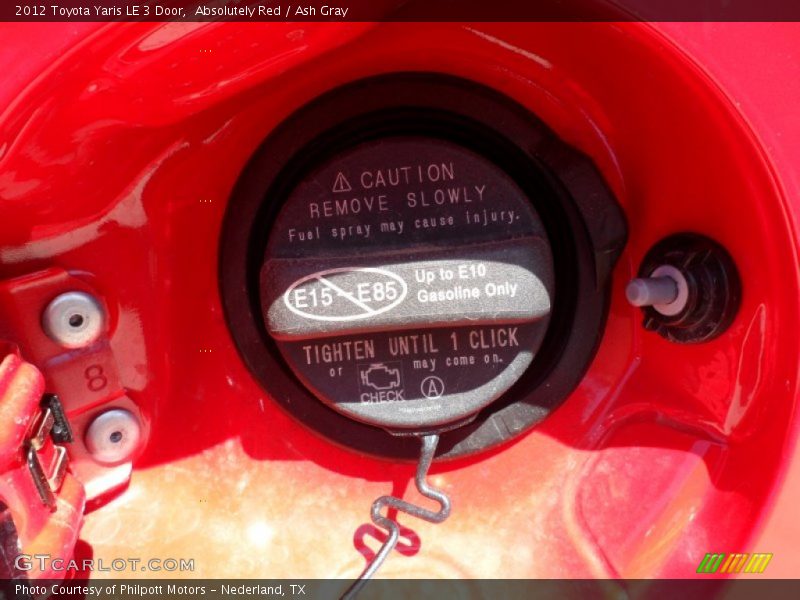 2012 Toyota Yaris LE 3 Door,  Absolutely Red / Ash Gray
⚠ CAUTION
REMOVE SLOWLY
Fuel spray may cause injury.
E15-E85
Up to E10
Gasoline Only
TIGHTEN UNTIL 1 CLICK
or may come on.
CHECK
A
8
GTCARLOT.COM
Photo Courtesy of Philpott Motors - Nederland, TX